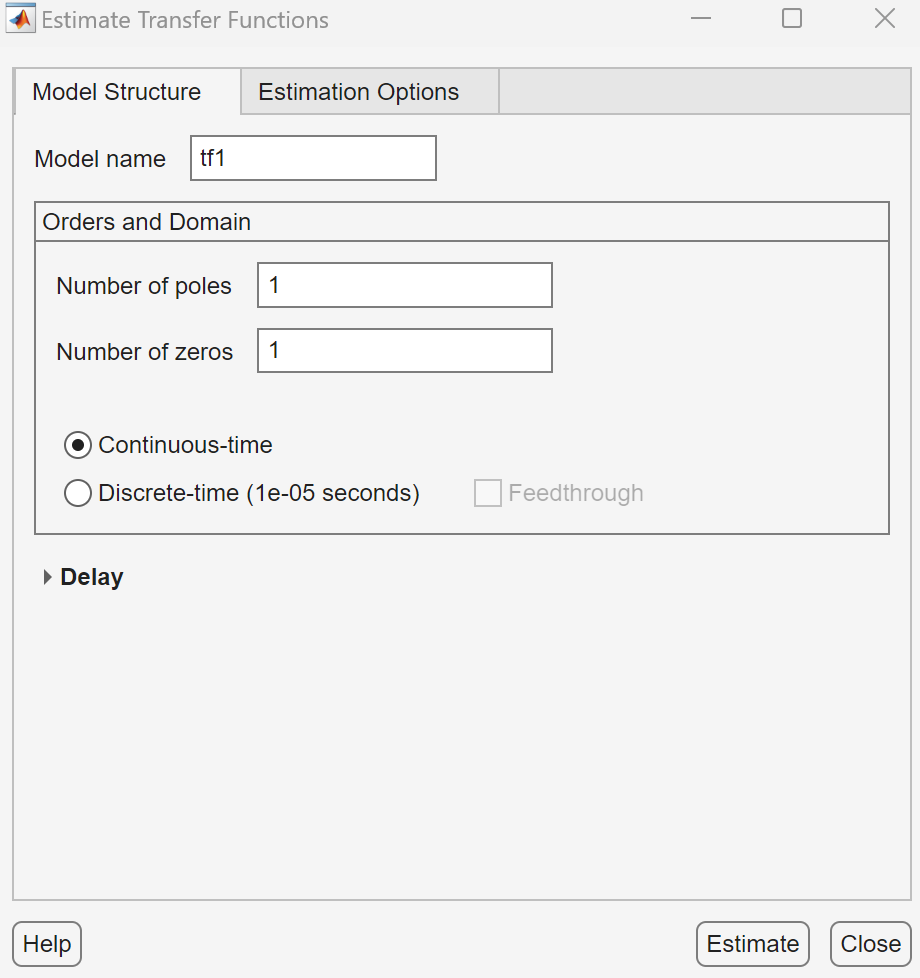 Estimate Transfer Functions
Model Structure
Estimation Options
Model name
tf1
Orders and Domain
Number of poles
1
Number of zeros
1
Continuous-time
Discrete-time (1e-05 seconds)
Feedthrough
Delay
Help
Estimate
Close